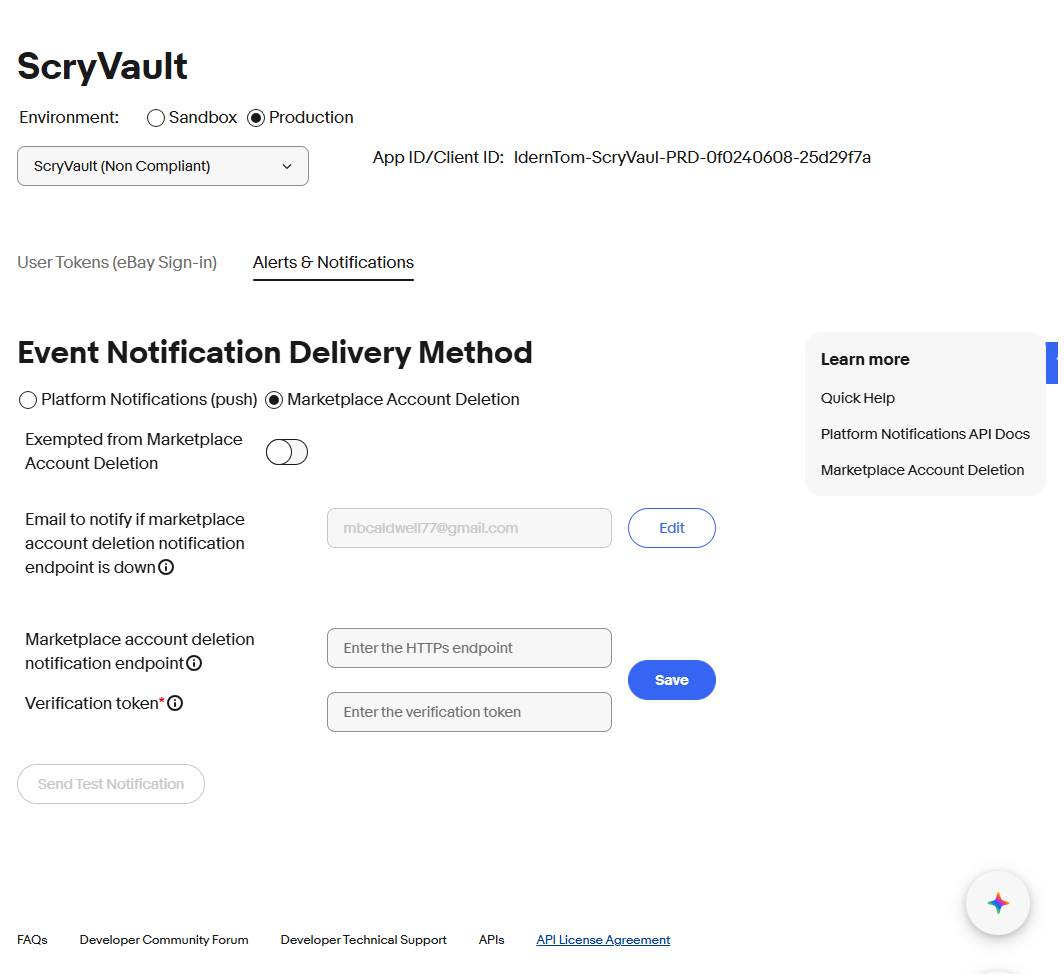 ScryVault
Environment: Sandbox Production
ScryVault (Non Compliant)
App ID/Client ID: IdernTom-ScryVaul-PRD-0f0240608-25d29f7a
User Tokens (eBay Sign-in) Alerts & Notifications
Event Notification Delivery Method
Platform Notifications (push) Marketplace Account Deletion
Exempted from Marketplace
Account Deletion
Email to notify if marketplace
account deletion notification
endpoint is down
mbcaldwell77@gmail.com
Edit
Marketplace account deletion
notification endpoint
Enter the HTTPs endpoint
Verification token*
Enter the verification token
Save
Send Test Notification
Learn more
Quick Help
Platform Notifications API Docs
Marketplace Account Deletion
FAQs Developer Community Forum Developer Technical Support APIs API License Agreement